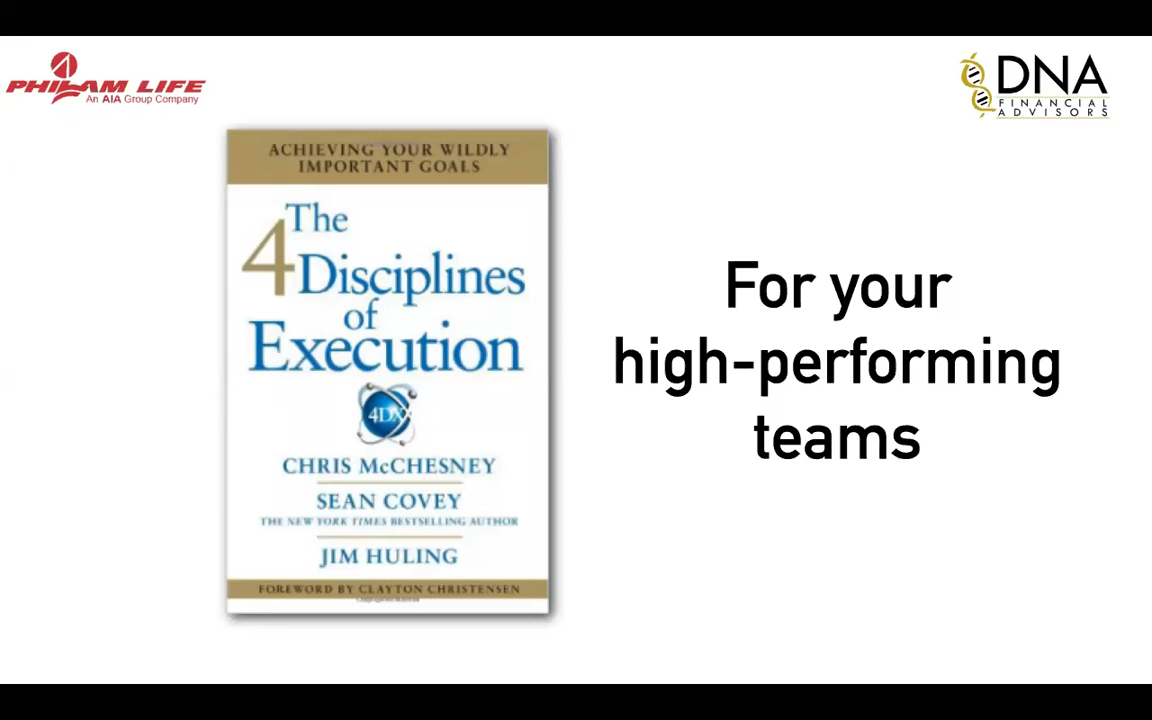 PHILAM LIFE
An AIA Group Company
DNA
FINANCIAL
ADVISORS
ACHIEVING YOUR WILDLY
IMPORTANT GOALS
The
4 Disciplines
of
Execution
4DX
CHRIS McCHESNEY
SEAN COVEY
THE NEW YORK TIMES BESTSELLING AUTHOR
JIM HULING
FOREWORD BY CLAYTON CHRISTENSEN
For your
high-performing
teams